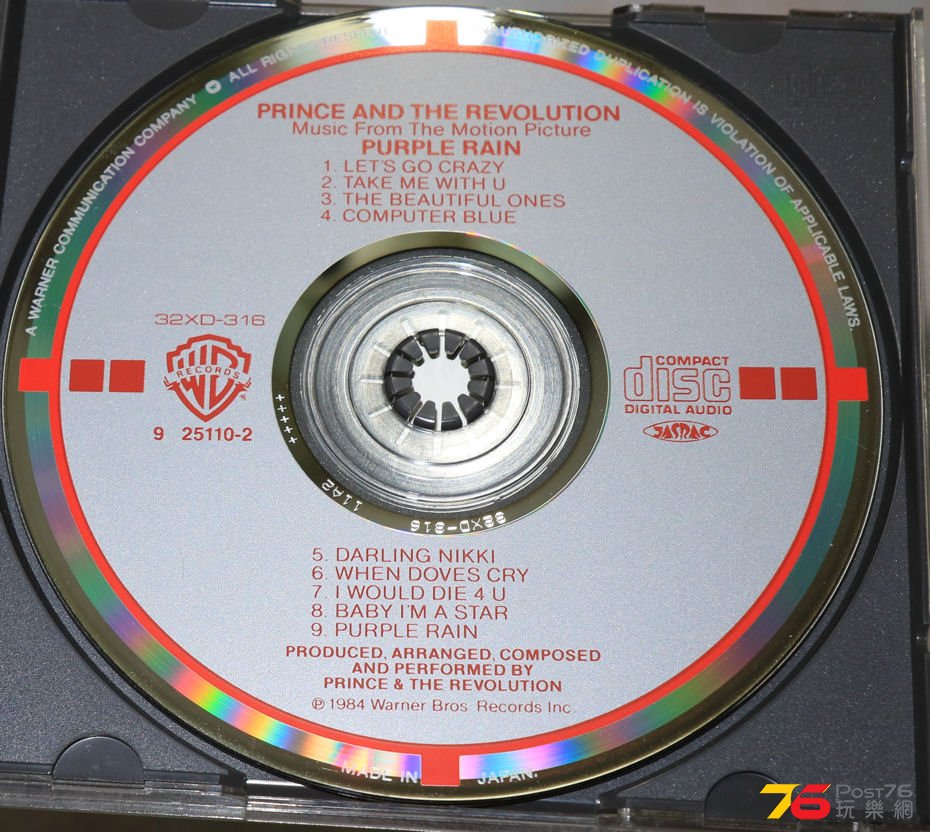 A WARNER COMMUNICATION COMPANY ALL RIGHTS RESERVED UNAUTHORIZED DUPLICATION IS VIOLATION OF APPLICABLE LAWS.
PRINCE AND THE REVOLUTION
Music From The Motion Picture
PURPLE RAIN
1. LET'S GO CRAZY
2. TAKE ME WITH U
3. THE BEAUTIFUL ONES
4. COMPUTER BLUE
32XD-316
WB
RECORDS
9 25110-2
COMPACT
disc
DIGITAL AUDIO
JASRAC
+++++
11A2
32XD-316
5. DARLING NIKKI
6. WHEN DOVES CRY
7. I WOULD DIE 4 U
8. BABY I'M A STAR
9. PURPLE RAIN
PRODUCED, ARRANGED, COMPOSED
AND PERFORMED BY
PRINCE & THE REVOLUTION
℗ 1984 Warner Bros. Records Inc.
MADE IN JAPAN.
76 Post76
玩樂網